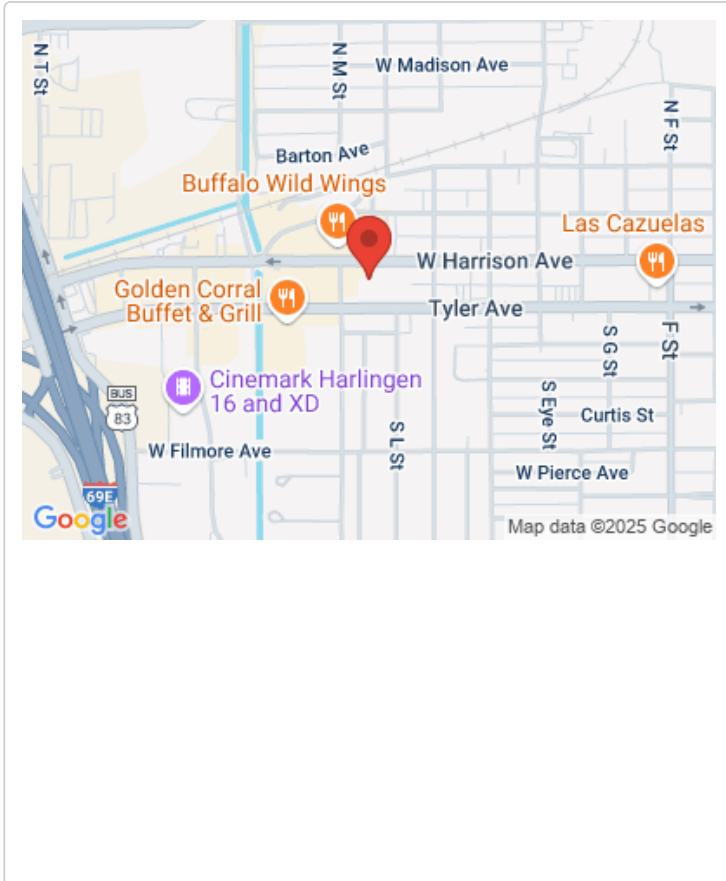 N T St
N M St
W Madison Ave
N F St
Barton Ave
Buffalo Wild Wings
Las Cazuelas
W Harrison Ave
Golden Corral
Buffet & Grill
Tyler Ave
S G St
F St
Cinemark Harlingen
16 and XD
BUS
83
S Eye St
Curtis St
S L St
W Filmore Ave
W Pierce Ave
69E
Google
Map data ©2025 Google